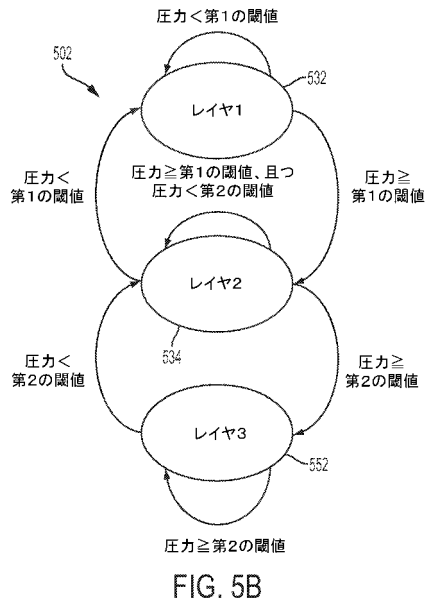 圧力<第1の閾値
502
532
レイヤ1
圧力<
第1の閾値
圧力≧第1の閾値、且つ
圧力<第2の閾値
圧力≧
第1の閾値
レイヤ2
534
圧力<
第2の閾値
圧力≧
第2の閾値
レイヤ3
552
圧力≧第2の閾値
FIG. 5B